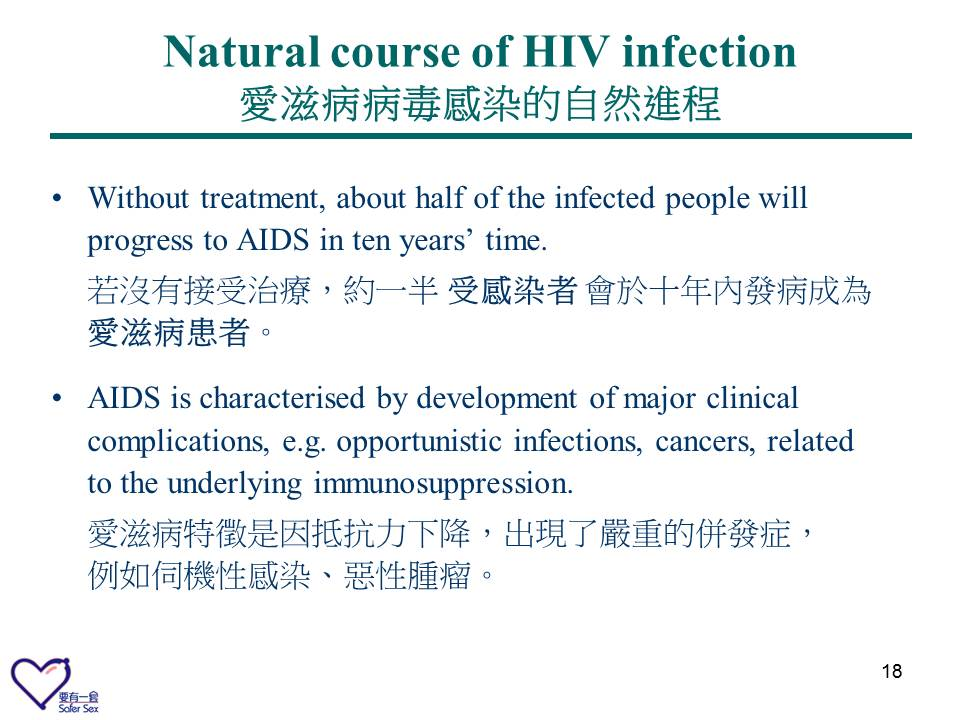 Natural course of HIV infection
愛滋病病毒感染的自然進程
• Without treatment, about half of the infected people will
progress to AIDS in ten years’ time.
若沒有接受治療，約一半 受感染者 會於十年內發病成為
愛滋病患者。
• AIDS is characterised by development of major clinical
complications, e.g. opportunistic infections, cancers, related
to the underlying immunosuppression.
愛滋病特徵是因抵抗力下降，出現了嚴重的併發症，
例如伺機性感染、惡性腫瘤。
18
要有一套
Safer Sex